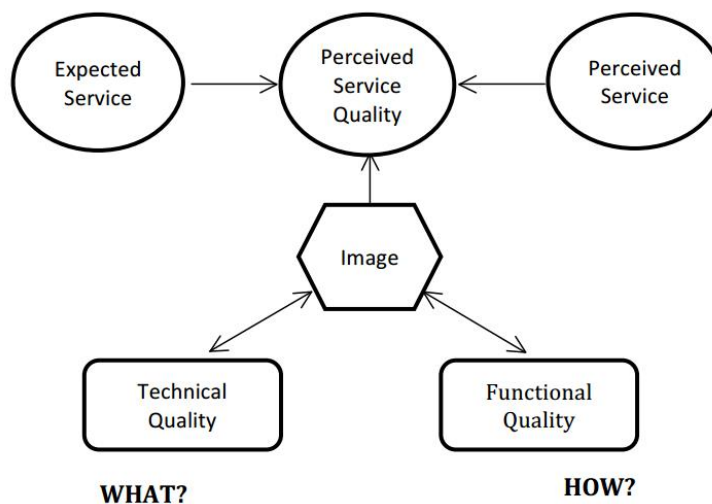 Expected
Service
Perceived
Service
Quality
Perceived
Service
Image
Technical
Quality
Functional
Quality
WHAT?
HOW?